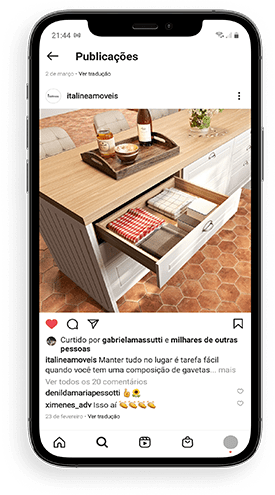 21:44
Publicações
2 de março • Ver tradução
italineamoveis
Curtido por gabrielamassutti e milhares de outras
pessoas
italineamoveis Manter tudo no lugar é tarefa fácil
quando você tem uma composição de gavetas... mais
Ver todos os 20 comentários
denildamariapessotti 👍🌻
ximenes_adv Isso aí 👏👏👏👏
23 de fevereiro • Ver tradução